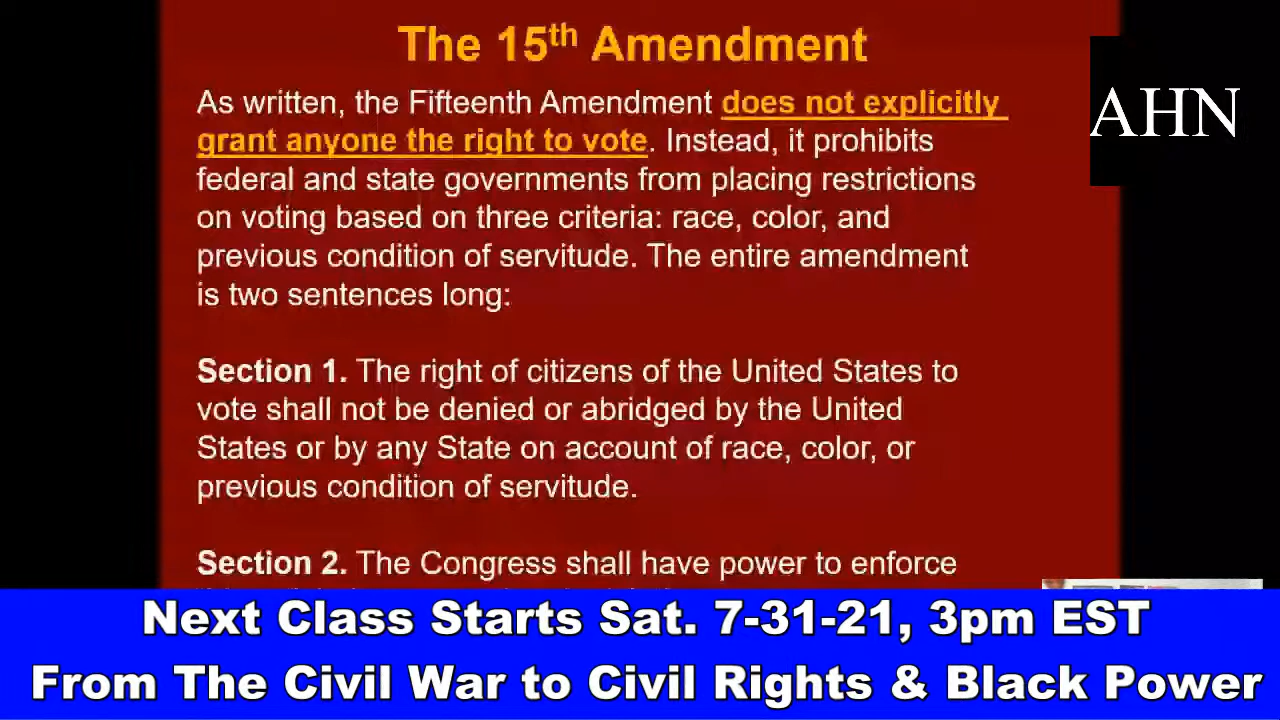 The 15th Amendment
As written, the Fifteenth Amendment does not explicitly
grant anyone the right to vote. Instead, it prohibits
federal and state governments from placing restrictions
on voting based on three criteria: race, color, and
previous condition of servitude. The entire amendment
is two sentences long:
Section 1. The right of citizens of the United States to
vote shall not be denied or abridged by the United
States or by any State on account of race, color, or
previous condition of servitude.
Section 2. The Congress shall have power to enforce
AHN
Next Class Starts Sat. 7-31-21, 3pm EST
From The Civil War to Civil Rights & Black Power